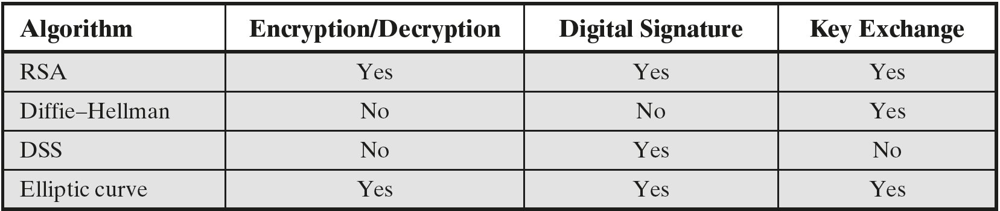 Algorithm Encryption/Decryption Digital Signature Key Exchange
RSA Yes Yes Yes
Diffie–Hellman No No Yes
DSS No Yes No
Elliptic curve Yes Yes Yes